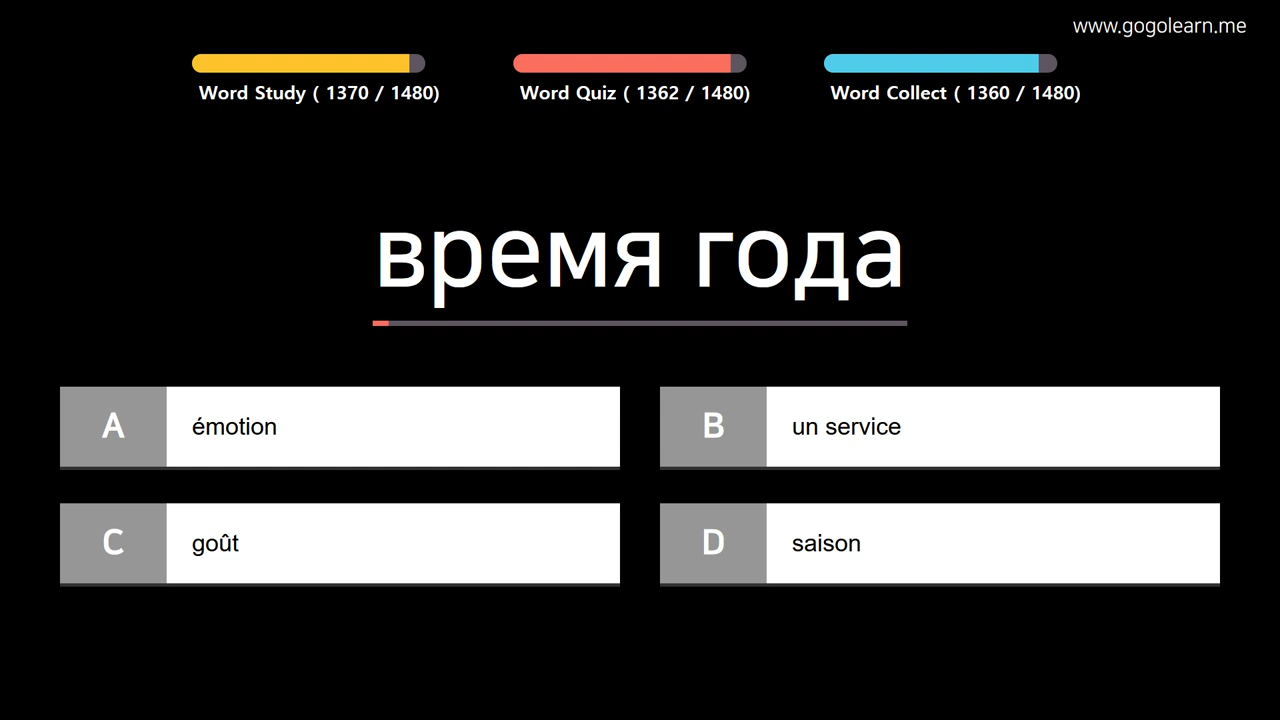 www.gogolearn.me
Word Study ( 1370 / 1480)
Word Quiz ( 1362 / 1480)
Word Collect ( 1360 / 1480)
время года
A émotion
B un service
C goût
D saison